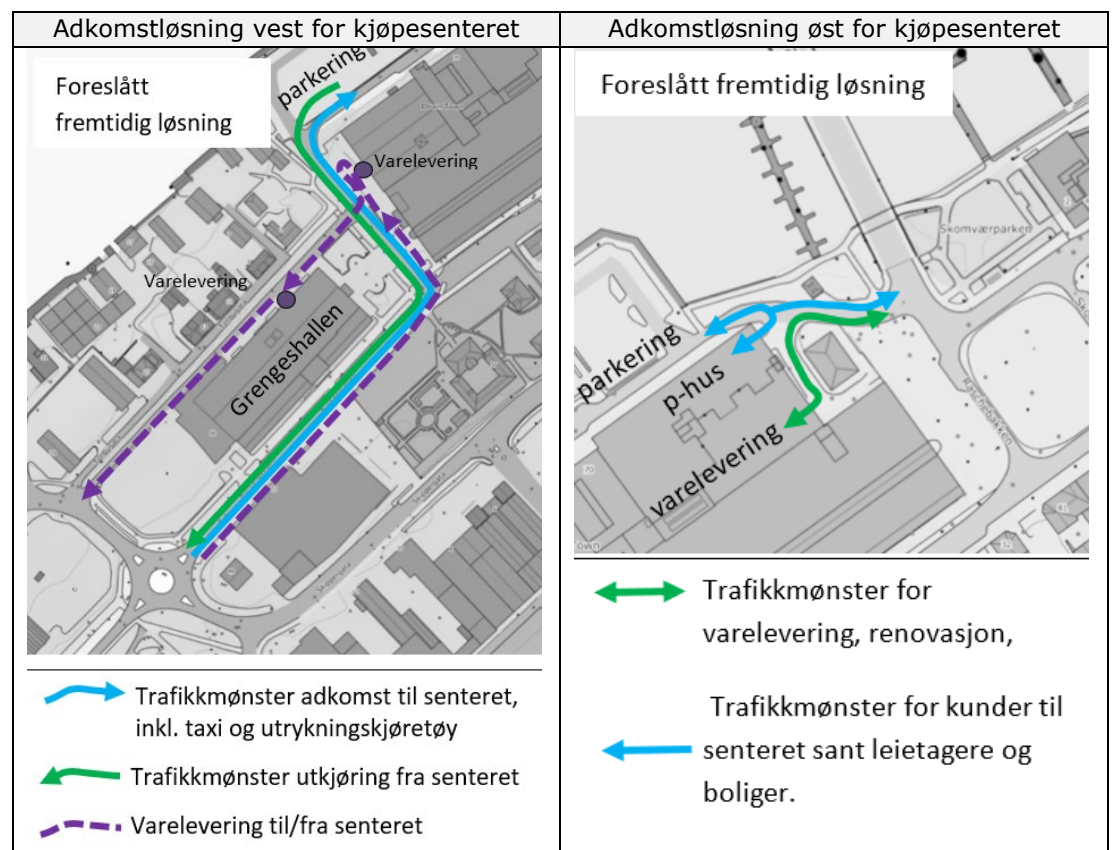 Adkomstløsning vest for kjøpesenteret
Adkomstløsning øst for kjøpesenteret
Foreslått
fremtidig løsning
parkering
Varelevering
Varelevering
Grengeshallen
Trafikkmønster adkomst til senteret,
inkl. taxi og utrykningskjøretøy
Trafikkmønster utkjøring fra senteret
Varelevering til/fra senteret
Foreslått fremtidig løsning
Skomværparken
parkering
p-hus
varelevering
Raschebakken
Town
Trafikkmønster for
varelevering, renovasjon,
Trafikkmønster for kunder til
senteret sant leietagere og
boliger.